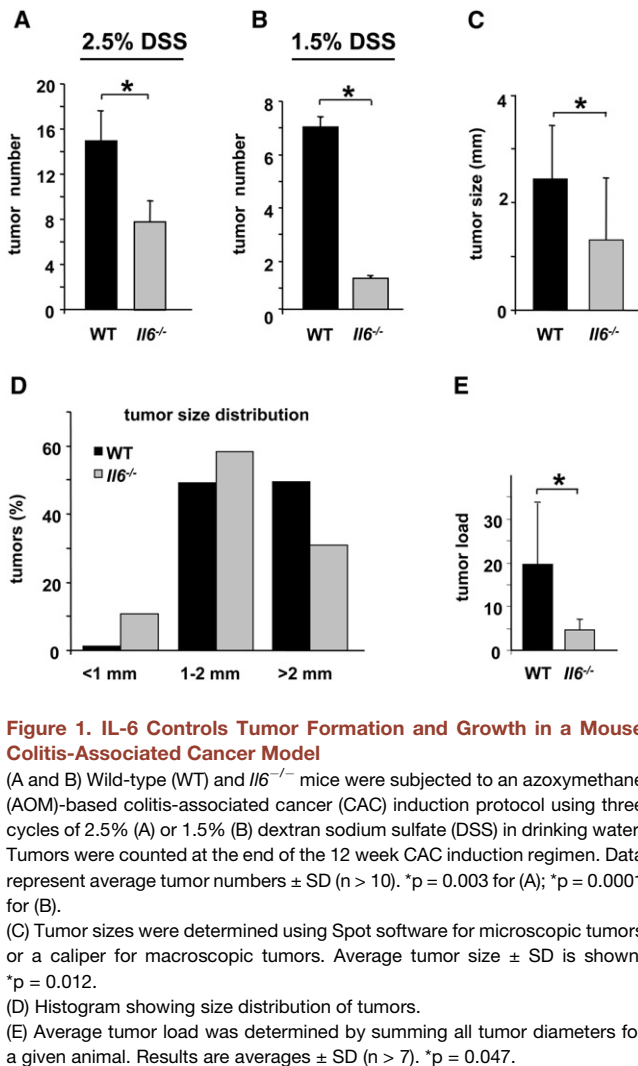 A
B
C
2.5% DSS
1.5% DSS
20
16
12
8
4
0
tumor number
*
WT Il6-/-
8
6
4
2
0
tumor number
*
WT Il6-/-
4
2
0
tumor size (mm)
*
WT Il6-/-
D
E
tumor size distribution
WT
Il6-/-
60
40
20
0
tumors (%)
<1 mm 1-2 mm >2 mm
30
20
10
0
tumor load
*
WT Il6-/-
Figure 1. IL-6 Controls Tumor Formation and Growth in a Mouse
Colitis-Associated Cancer Model
(A and B) Wild-type (WT) and Il6−/− mice were subjected to an azoxymethane
(AOM)-based colitis-associated cancer (CAC) induction protocol using three
cycles of 2.5% (A) or 1.5% (B) dextran sodium sulfate (DSS) in drinking water
Tumors were counted at the end of the 12 week CAC induction regimen. Data
represent average tumor numbers ± SD (n > 10). *p = 0.003 for (A); *p = 0.0001
for (B).
(C) Tumor sizes were determined using Spot software for microscopic tumors
or a caliper for macroscopic tumors. Average tumor size ± SD is shown
*p = 0.012.
(D) Histogram showing size distribution of tumors.
(E) Average tumor load was determined by summing all tumor diameters fo
a given animal. Results are averages ± SD (n > 7). *p = 0.047.